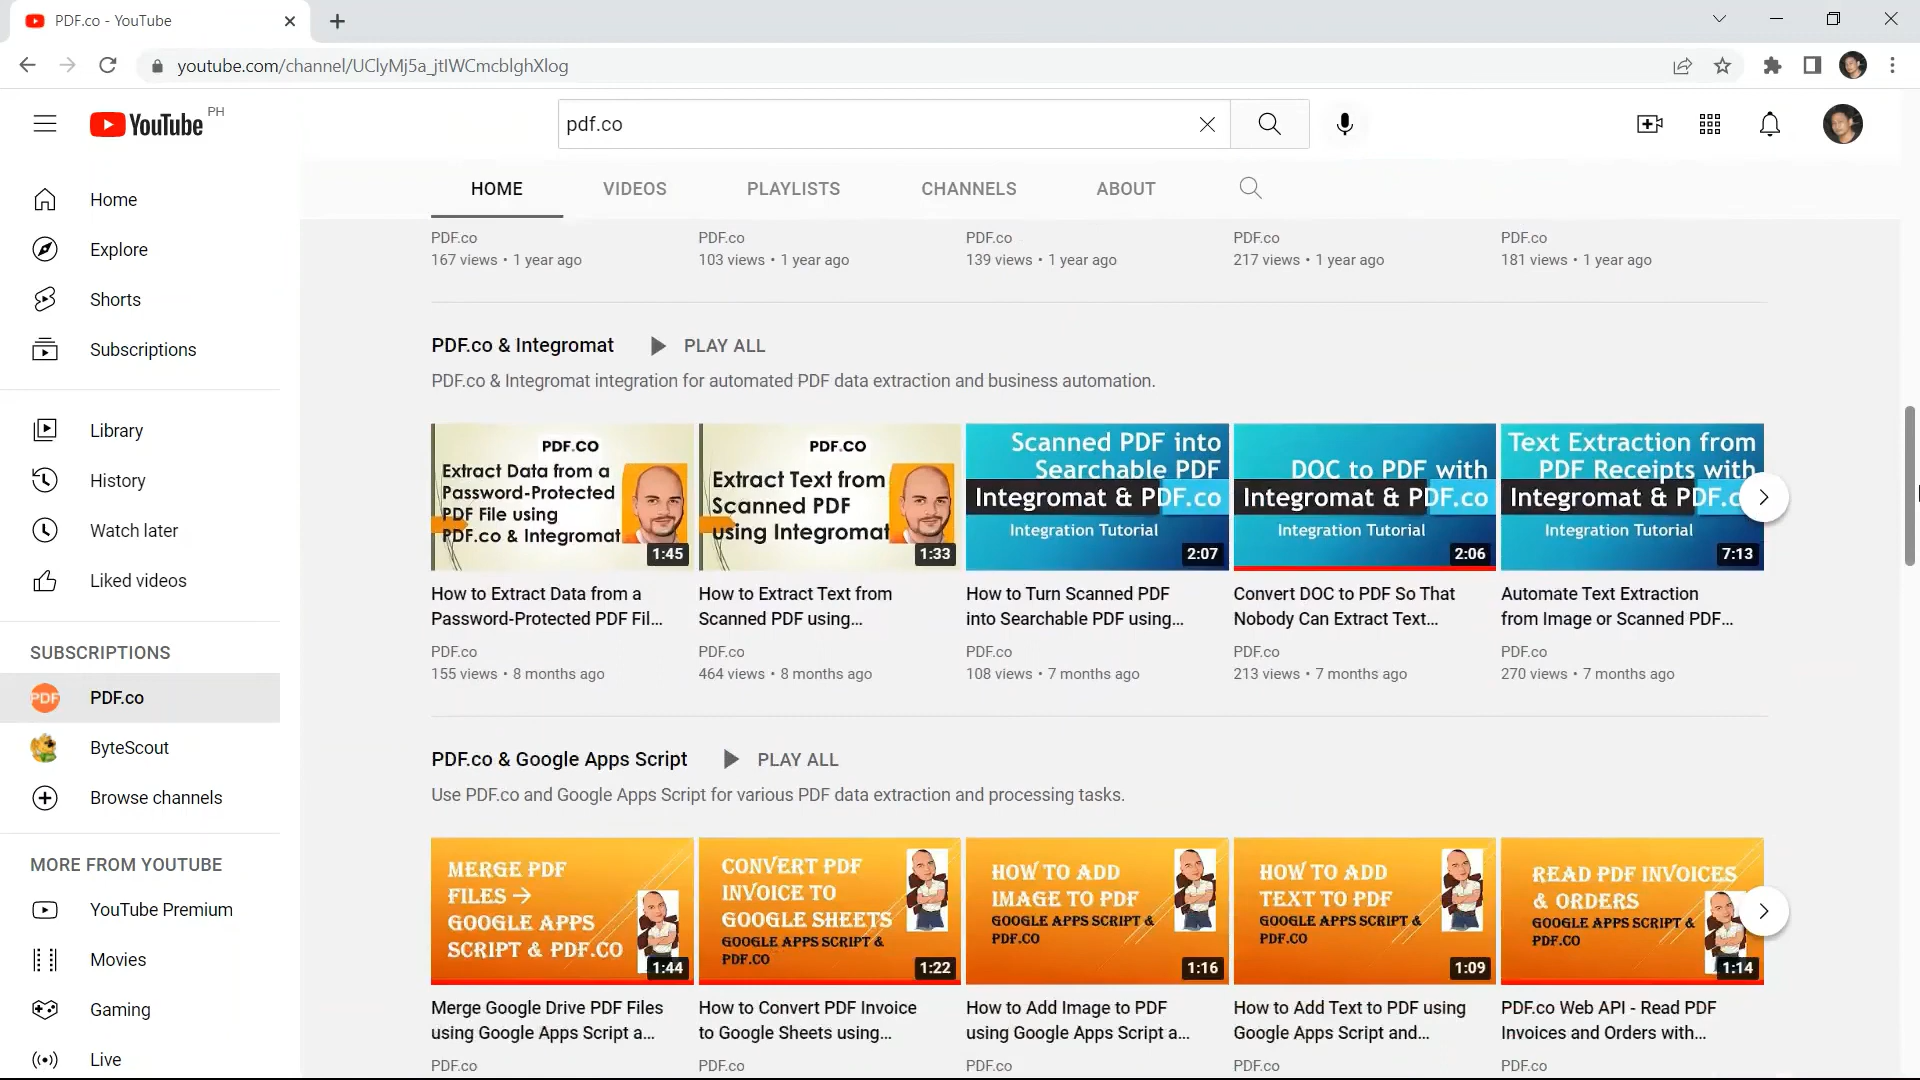 PDF.co - YouTube
youtube.com/channel/UClyMj5a_jtIWCmcblghXlog
YouTube PH
pdf.co
HOME VIDEOS PLAYLISTS CHANNELS ABOUT
Home
Explore
Shorts
Subscriptions
Library
History
Watch later
Liked videos
SUBSCRIPTIONS
PDF PDF.co
ByteScout
Browse channels
MORE FROM YOUTUBE
YouTube Premium
Movies
Gaming
Live
PDF.co PDF.co PDF.co PDF.co PDF.co
167 views • 1 year ago 103 views • 1 year ago 139 views • 1 year ago 217 views • 1 year ago 181 views • 1 year ago
PDF.co & Integromat PLAY ALL
PDF.co & Integromat integration for automated PDF data extraction and business automation.
PDF.CO
Extract Data from a
Password-Protected
PDF File using
PDF.co & Integromat
1:45
PDF.CO
Extract Text from
Scanned PDF
using Integromat
1:33
Scanned PDF into
Searchable PDF
Integromat & PDF.co
Integration Tutorial
2:07
DOC to PDF with
Integromat & PDF.co
Integration Tutorial
2:06
Text Extraction from
PDF Receipts with
Integromat & PDF.c
Integration Tutorial
7:13
How to Extract Data from a
Password-Protected PDF Fil...
PDF.co
155 views • 8 months ago
How to Extract Text from
Scanned PDF using...
PDF.co
464 views • 8 months ago
How to Turn Scanned PDF
into Searchable PDF using...
PDF.co
108 views • 7 months ago
Convert DOC to PDF So That
Nobody Can Extract Text...
PDF.co
213 views • 7 months ago
Automate Text Extraction
from Image or Scanned PDF...
PDF.co
270 views • 7 months ago
PDF.co & Google Apps Script PLAY ALL
Use PDF.co and Google Apps Script for various PDF data extraction and processing tasks.
MERGE PDF
FILES →
GOOGLE APPS
SCRIPT & PDF.CO
1:44
CONVERT PDF
INVOICE TO
GOOGLE SHEETS
GOOGLE APPS SCRIPT &
PDF.CO
1:22
HOW TO ADD
IMAGE TO PDF
GOOGLE APPS SCRIPT &
PDF.CO
1:16
HOW TO ADD
TEXT TO PDF
GOOGLE APPS SCRIPT &
PDF.CO
1:09
READ PDF INVOICES
& ORDERS
GOOGLE APPS SCRIPT &
PDF.CO
1:14
Merge Google Drive PDF Files
using Google Apps Script a...
PDF.co
How to Convert PDF Invoice
to Google Sheets using...
PDF.co
How to Add Image to PDF
using Google Apps Script a...
PDF.co
How to Add Text to PDF using
Google Apps Script and...
PDF.co
PDF.co Web API - Read PDF
Invoices and Orders with...
PDF.co